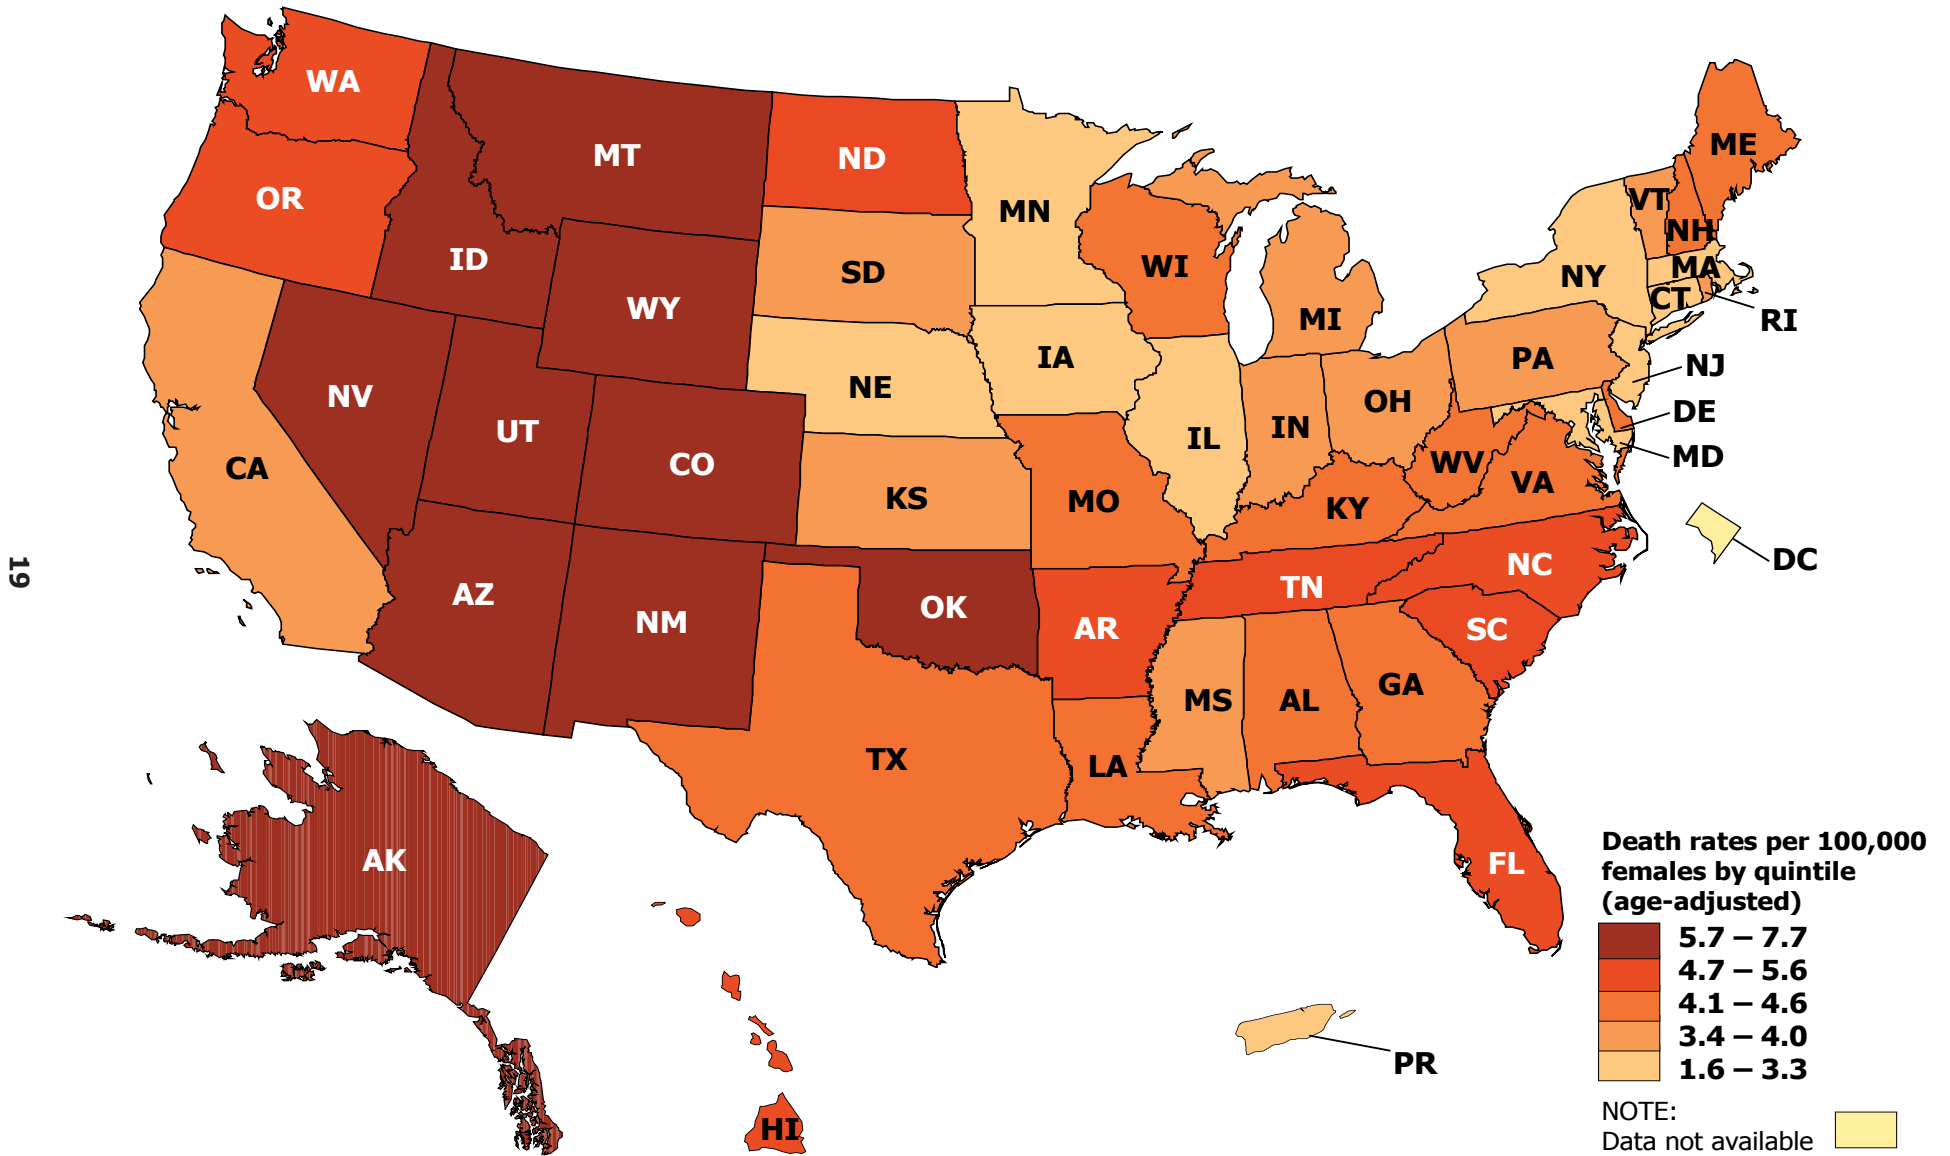 WA
MT
ND
ME
OR
MN
VT
NH
ID
WI
SD
MA
NY
WY
CT
RI
MI
IA
PA
NJ
NE
NV
OH
DE
UT
IN
IL
MD
CO
CA
WV
VA
KS
MO
KY
DC
NC
19
TN
AZ
OK
NM
AR
SC
GA
MS
AL
TX
LA
AK
FL
Death rates per 100,000
females by quintile
(age-adjusted)
5.7 – 7.7
4.7 – 5.6
4.1 – 4.6
3.4 – 4.0
1.6 – 3.3
PR
HI
NOTE:
Data not available